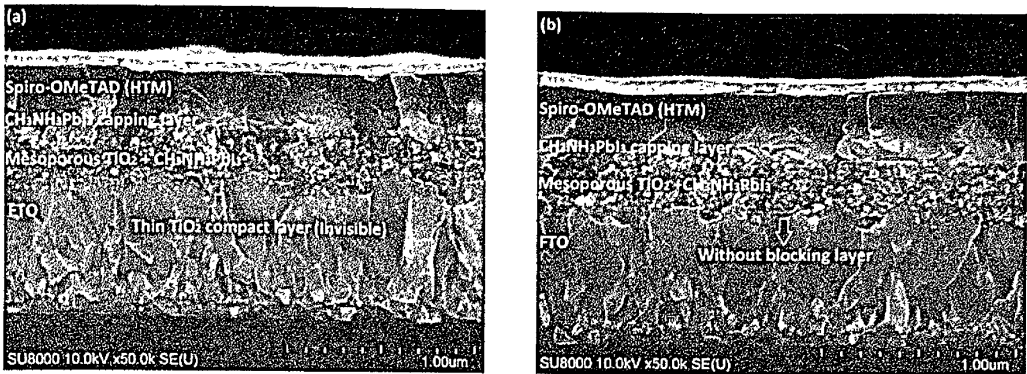 (a)
Spiro-OMeTAD (HTM)
CH₃NH₃PbI₃ capping layer
Mesoporous TiO₂ + CH₃NH₃PbI₃
FTO
Thin TiO₂ compact layer (Invisible)
SU8000 10.0kV x50.0k SE(U)
1.00um
(b)
Spiro-OMeTAD (HTM)
CH₃NH₃PbI₃ capping layer
Mesoporous TiO₂ +CH₃NH₃PbI₃
FTO
Without blocking layer
SU8000 10.0kV x50.0k SE(U)
1.00um